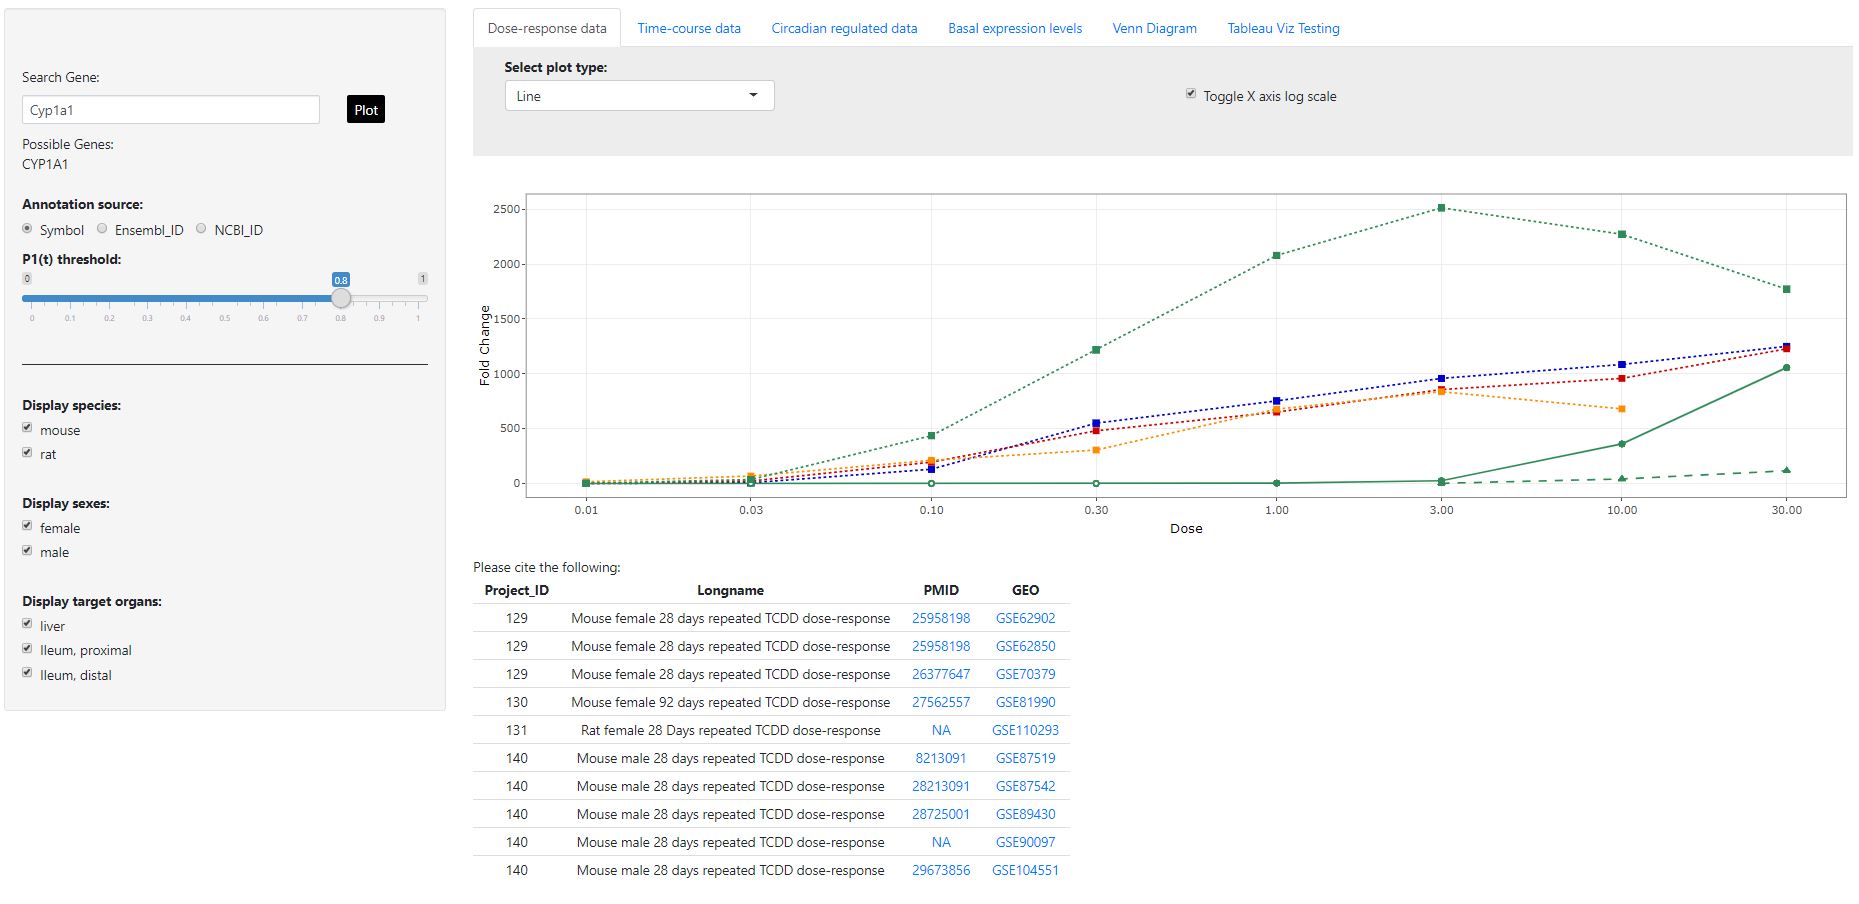 Search Gene:
Cyp1a1
Plot
Possible Genes:
CYP1A1
Annotation source:
Symbol Ensembl_ID NCBI_ID
P1(t) threshold:
0 0.8 1
0 0.1 0.2 0.3 0.4 0.5 0.6 0.7 0.8 0.9 1
Display species:
mouse
rat
Display sexes:
female
male
Display target organs:
liver
Ileum, proximal
Ileum, distal
Dose-response data Time-course data Circadian regulated data Basal expression levels Venn Diagram Tableau Viz Testing
Select plot type:
Line
Toggle X axis log scale
2500
2000
1500
1000
500
0
Fold Change
0.01 0.03 0.10 0.30 1.00 3.00 10.00 30.00
Dose
Please cite the following:
Project_ID Longname PMID GEO
129 Mouse female 28 days repeated TCDD dose-response 25958198 GSE62902
129 Mouse female 28 days repeated TCDD dose-response 25958198 GSE62850
129 Mouse female 28 days repeated TCDD dose-response 26377647 GSE70379
130 Mouse female 92 days repeated TCDD dose-response 27562557 GSE81990
131 Rat female 28 Days repeated TCDD dose-response NA GSE110293
140 Mouse male 28 days repeated TCDD dose-response 8213091 GSE87519
140 Mouse male 28 days repeated TCDD dose-response 28213091 GSE87542
140 Mouse male 28 days repeated TCDD dose-response 28725001 GSE89430
140 Mouse male 28 days repeated TCDD dose-response NA GSE90097
140 Mouse male 28 days repeated TCDD dose-response 29673856 GSE104551